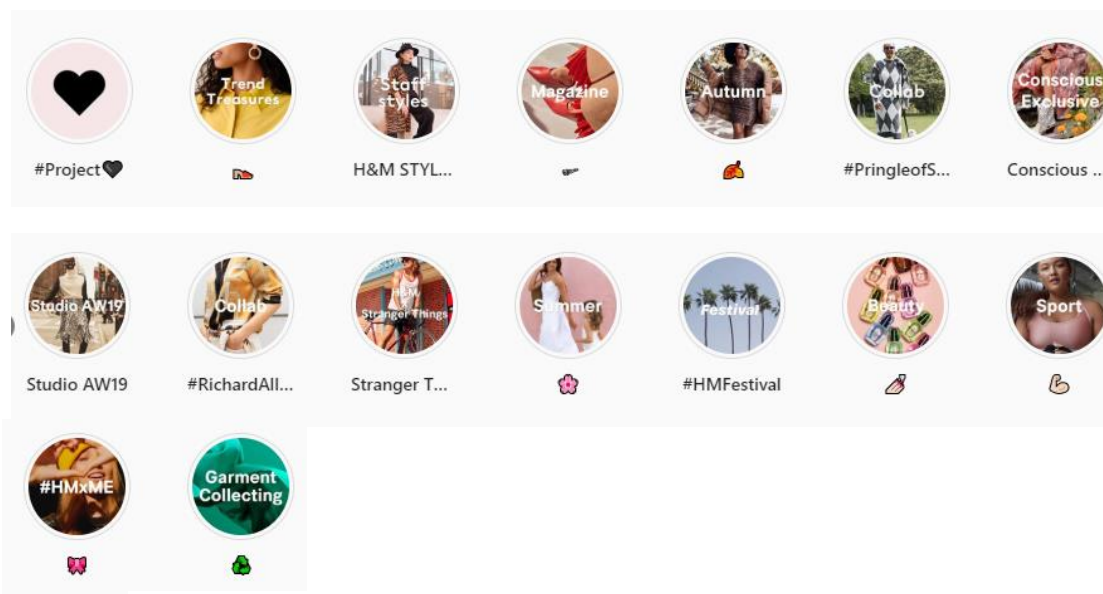 Trend
Treasures
Staff
styles
Magazine
Autumn
Collab
Conscious
Exclusive
#Project🖤
👞
H&M STYL...
🔫
🍂
#PringleofS...
Conscious ...
Studio AW19
Collab
H&M
Stranger Things
Summer
Festival
Beauty
Sport
Studio AW19
#RichardAll...
Stranger T...
🌸
#HMFestival
💅
💪
#HMxME
Garment
Collecting
🎀
♻